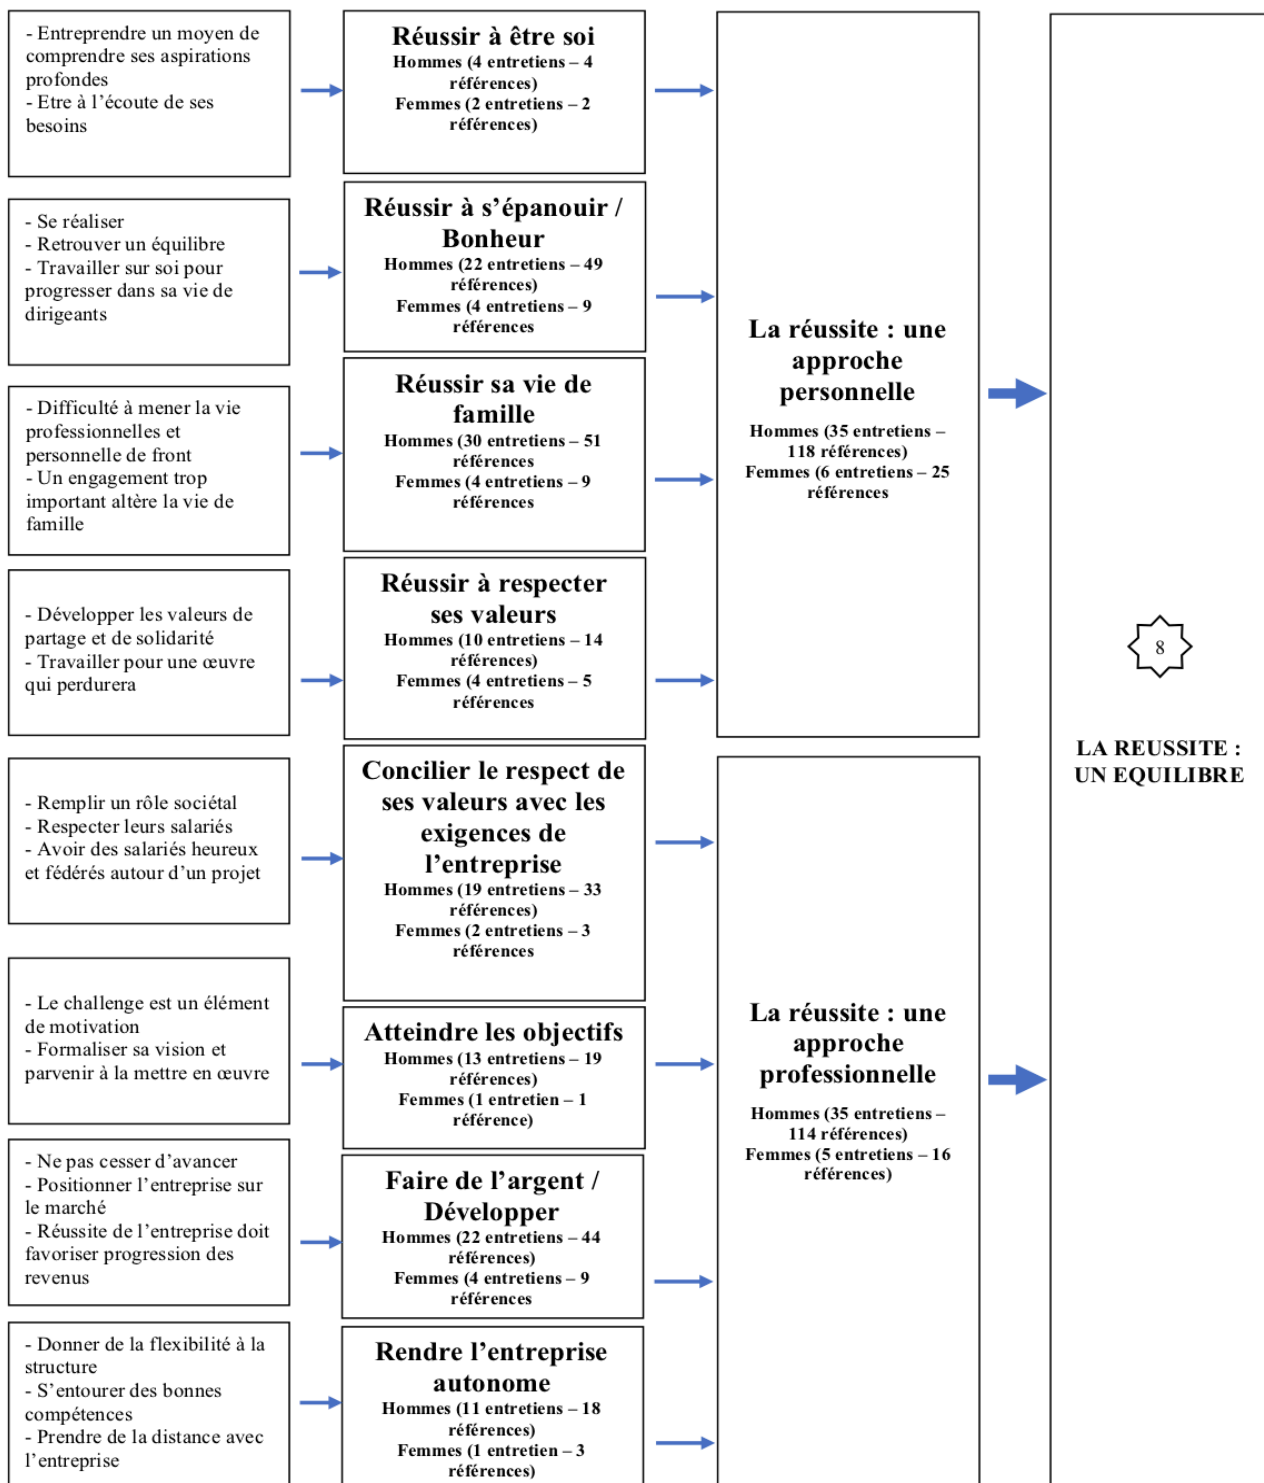 - Entreprendre un moyen de
comprendre ses aspirations
profondes
- Etre à l'écoute de ses
besoins
Réussir à être soi
Hommes (4 entretiens – 4
références)
Femmes (2 entretiens – 2
références)
- Se réaliser
- Retrouver un équilibre
- Travailler sur soi pour
progresser dans sa vie de
dirigeants
Réussir à s'épanouir /
Bonheur
Hommes (22 entretiens – 49
références)
Femmes (4 entretiens – 9
références
- Difficulté à mener la vie
professionnelles et
personnelle de front
- Un engagement trop
important altère la vie de
famille
Réussir sa vie de
famille
Hommes (30 entretiens – 51
références
Femmes (4 entretiens – 9
références
- Développer les valeurs de
partage et de solidarité
- Travailler pour une œuvre
qui perdurera
Réussir à respecter
ses valeurs
Hommes (10 entretiens – 14
références)
Femmes (4 entretiens – 5
références
La réussite : une
approche
personnelle
Hommes (35 entretiens –
118 références)
Femmes (6 entretiens – 25
références
- Remplir un rôle sociétal
- Respecter leurs salariés
- Avoir des salariés heureux
et fédérés autour d'un projet
Concilier le respect de
ses valeurs avec les
exigences de
l'entreprise
Hommes (19 entretiens – 33
références)
Femmes (2 entretiens – 3
références
- Le challenge est un élément
de motivation
- Formaliser sa vision et
parvenir à la mettre en œuvre
Atteindre les objectifs
Hommes (13 entretiens – 19
références)
Femmes (1 entretien – 1
référence)
- Ne pas cesser d'avancer
- Positionner l'entreprise sur
le marché
- Réussite de l'entreprise doit
favoriser progression des
revenus
Faire de l'argent /
Développer
Hommes (22 entretiens – 44
références)
Femmes (4 entretiens – 9
références
- Donner de la flexibilité à la
structure
- S'entourer des bonnes
compétences
- Prendre de la distance avec
l'entreprise
Rendre l'entreprise
autonome
Hommes (11 entretiens – 18
références)
Femmes (1 entretien – 3
références)
La réussite : une
approche
professionnelle
Hommes (35 entretiens –
114 références)
Femmes (5 entretiens – 16
références)
8
LA REUSSITE :
UN EQUILIBRE